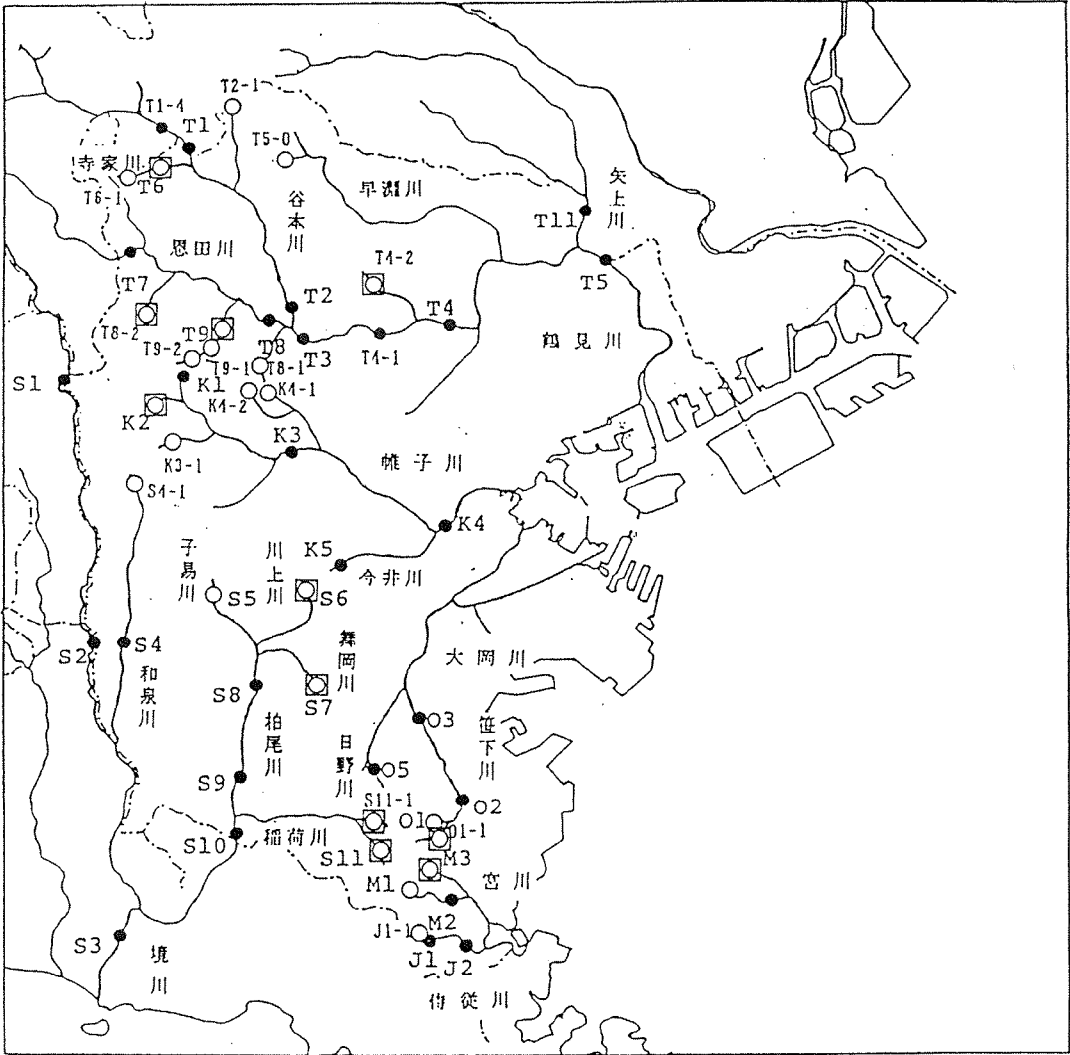 T2-1
T1-4
T1
T5-0
寺家川
T6
T6-1
早淵川
矢上川
谷本川
T11
恩田川
T4-2
T5
T7
T2
T4
T8-2
T9
T8
T3
T4-1
鶴見川
T9-2
T9-1
T8-1
S1
K1
K4-2
K4-1
K2
K3
K3-1
帷子川
S4-1
K4
子易川
川上川
K5
今井川
S5
S6
舞岡川
S2
S4
大岡川
和泉川
S8
S7
柏尾川
日野川
O3
笹下川
S9
O5
S11-1
O1
O2
S10
稲荷川
O1-1
S11
M3
M1
宮川
M2
J1-1
S3
J1
J2
境川
侍従川